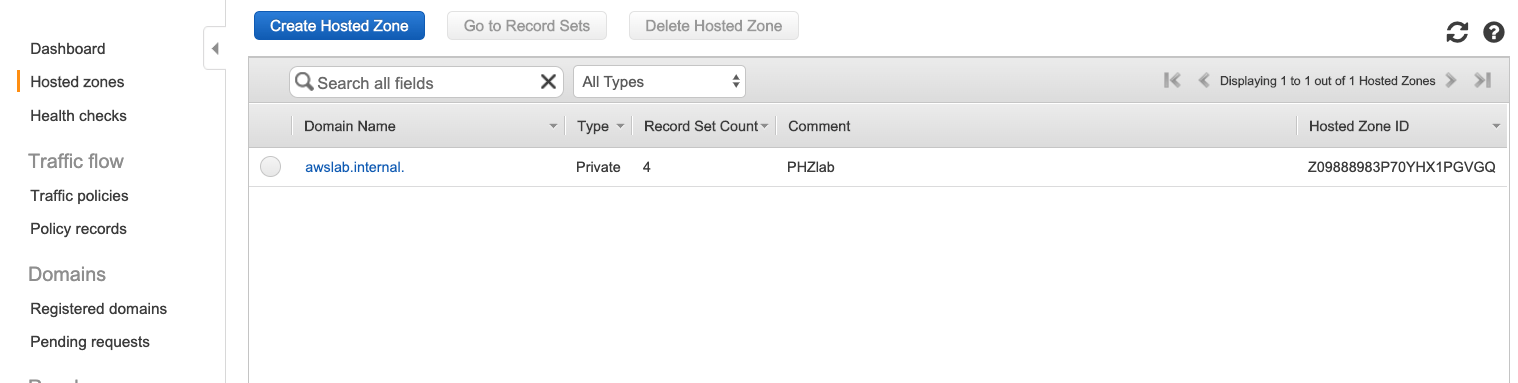 Create Hosted Zone
Go to Record Sets
Delete Hosted Zone
Dashboard
Hosted zones
Health checks
Traffic flow
Traffic policies
Policy records
Domains
Registered domains
Pending requests
Search all fields
All Types
Displaying 1 to 1 out of 1 Hosted Zones
Domain Name Type Record Set Count Comment Hosted Zone ID
awslab.internal. Private 4 PHZlab Z09888983P70YHX1PGVGQ